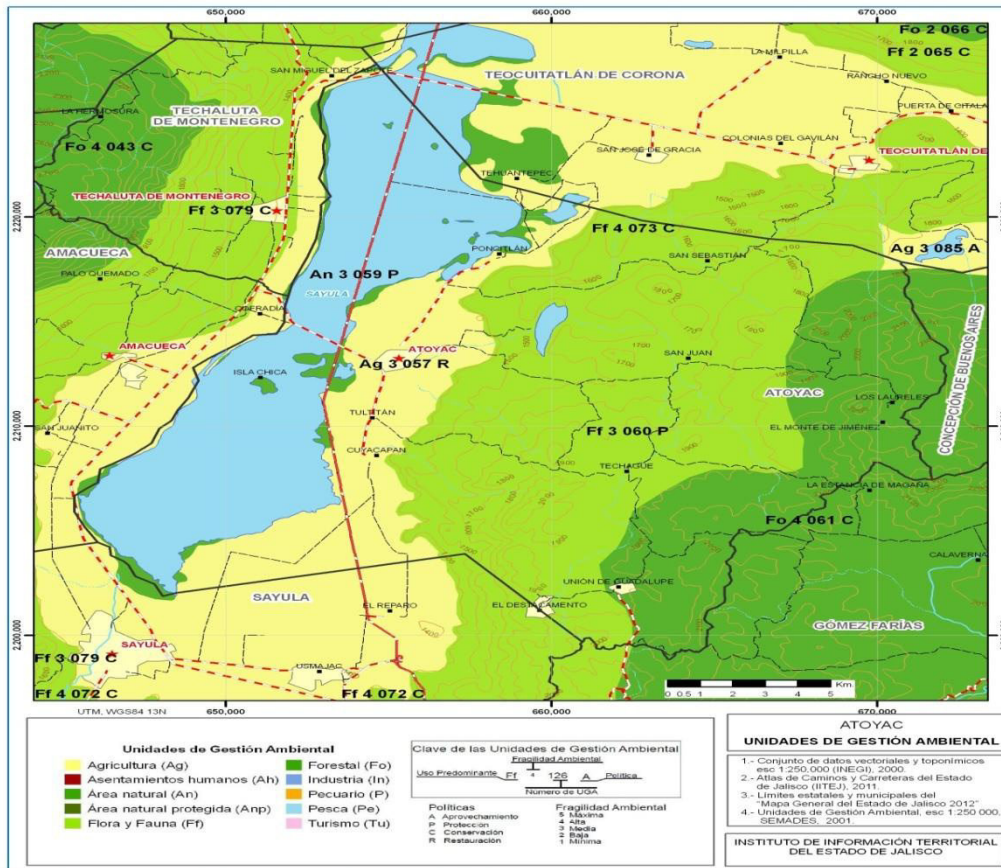 650,000 660,000 670,000
Fo 2 066 C
LA MILPILLA
Ff 2 065 C
SAN MIGUEL DEL ZAPOTE
TEOCUITATLÁN DE CORONA
RANCHO NUEVO
LA HERMOSURA
TECHALUTA
DE MONTENEGRO
PUERTA DE CITALA
Fo 4 043 C
COLONIAS DEL GAVILÁN
SAN JOSÉ DE GRACIA
TEOCUITATLÁN DE
TEHUANTEPEC
TECHALUTA DE MONTENEGRO
Ff 3 079 C
2,220,000
Ff 4 073 C
AMACUECA
PONCITLÁN
Ag 3 085 A
SAN SEBASTIÁN
PALO QUEMADO
An 3 059 P
SAYULA
AMACUECA
ATOYAC
SAN JUAN
Ag 3 057 R
ISLA CHICA
ATOYAC
CONCEPCIÓN DE BUENOS AIRES
LOS LAURELES
TULTITÁN
2,210,000
SAN JUANITO
Ff 3 060 P
EL MONTE DE JIMÉNEZ
CUYACAPAN
TECHAGUE
LA ESTANCIA DE MAGAÑA
Fo 4 061 C
CALAVERNA
UNIÓN DE GUADALUPE
SAYULA
EL REPARO
EL DESTACAMENTO
GÓMEZ FARÍAS
2,200,000
SAYULA
Ff 3 079 C
USMAJAC
Ff 4 072 C
Ff 4 072 C
0 0.5 1 2 3 4 5 Km.
UTM, WGS84 13N
650,000 660,000 670,000
Unidades de Gestión Ambiental
Agricultura (Ag)
Asentamientos humanos (Ah)
Área natural (An)
Área natural protegida (Anp)
Flora y Fauna (Ff)
Forestal (Fo)
Industria (In)
Pecuario (P)
Pesca (Pe)
Turismo (Tu)
Clave de las Unidades de Gestión Ambiental
Fragilidad Ambiental
Uso Predominante Ff 4 126 A Política
Número de UGA
Políticas
A Aprovechamiento
P Protección
C Conservación
R Restauración
Fragilidad Ambiental
5 Máxima
4 Alta
3 Media
2 Baja
1 Mínima
ATOYAC
UNIDADES DE GESTIÓN AMBIENTAL
1.- Conjunto de datos vectoriales y toponímicos
esc 1:250,000 (INEGI), 2000.
2.- Atlas de Caminos y Carreteras del Estado
de Jalisco (IITEJ), 2011.
3.- Límites estatales y municipales del
"Mapa General del Estado de Jalisco 2012"
4.- Unidades de Gestión Ambiental, esc 1:250 000,
SEMADES, 2001.
INSTITUTO DE INFORMACIÓN TERRITORIAL
DEL ESTADO DE JALISCO